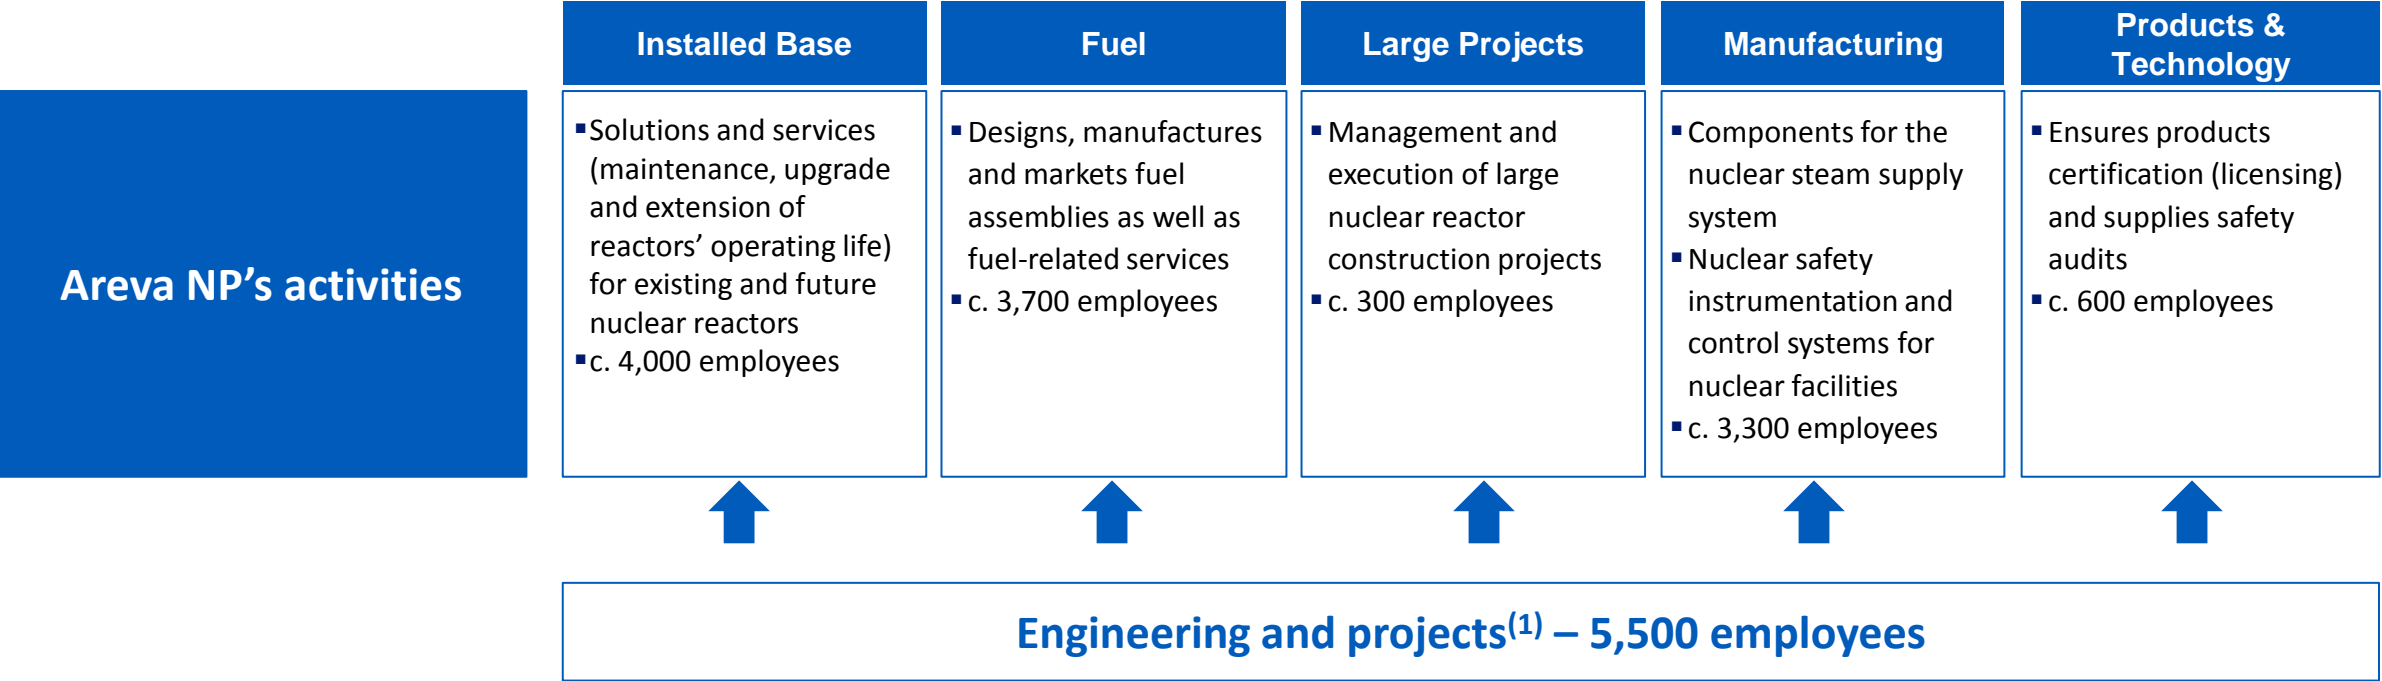 Installed Base
Fuel
Large Projects
Manufacturing
Products &
Technology
Areva NP’s activities
▪Solutions and services
(maintenance, upgrade
and extension of
reactors’ operating life)
for existing and future
nuclear reactors
▪c. 4,000 employees
▪Designs, manufactures
and markets fuel
assemblies as well as
fuel-related services
▪c. 3,700 employees
▪Management and
execution of large
nuclear reactor
construction projects
▪c. 300 employees
▪Components for the
nuclear steam supply
system
▪Nuclear safety
instrumentation and
control systems for
nuclear facilities
▪c. 3,300 employees
▪Ensures products
certification (licensing)
and supplies safety
audits
▪c. 600 employees
Engineering and projects(1) – 5,500 employees